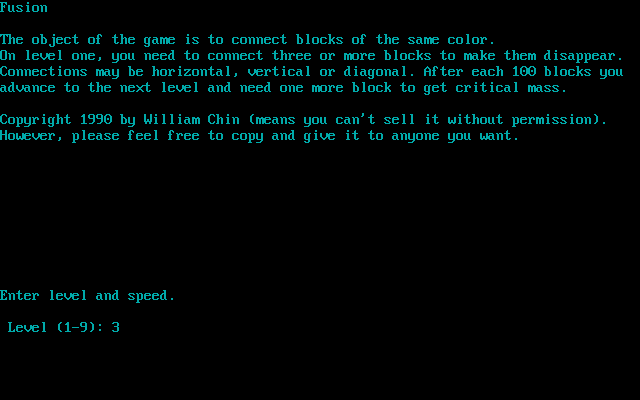 Fusion
The object of the game is to connect blocks of the same color.
On level one, you need to connect three or more blocks to make them disappear.
Connections may be horizontal, vertical or diagonal. After each 100 blocks you
advance to the next level and need one more block to get critical mass.
Copyright 1990 by William Chin (means you can't sell it without permission).
However, please feel free to copy and give it to anyone you want.
Enter level and speed.
Level (1-9): 3